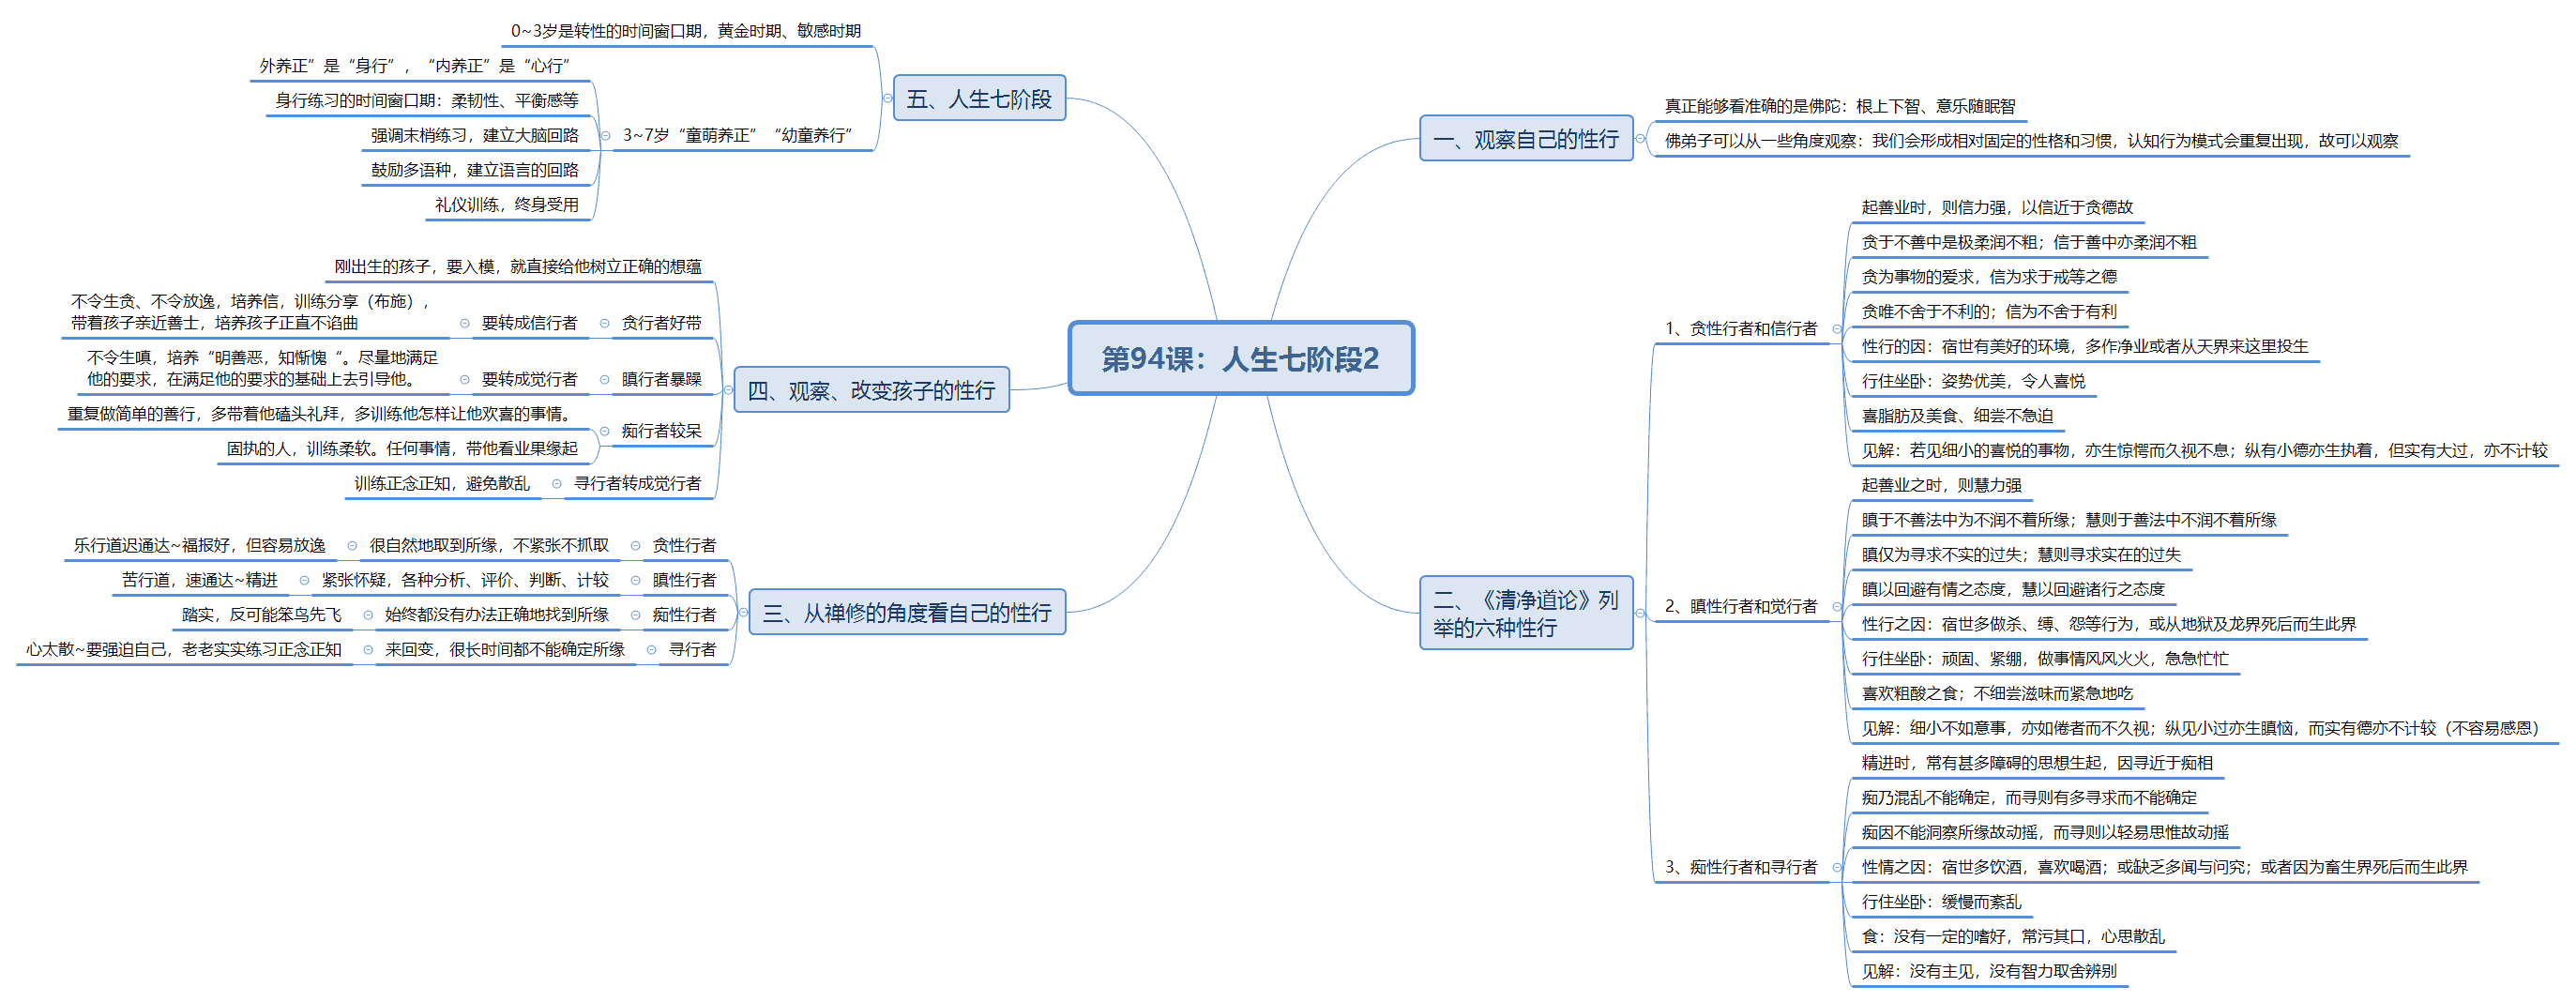 第94课：人生七阶段2
一、观察自己的性行
真正能够看准确的是佛陀：根上下智、意乐随眠智
佛弟子可以从一些角度观察：我们会形成相对固定的性格和习惯，认知行为模式会重复出现，故可以观察
二、《清净道论》列
举的六种性行
1、贪性行者和信行者
起善业时，则信力强，以信近于贪德故
贪于不善中是极柔润不粗；信于善中亦柔润不粗
贪为事物的爱求，信为求于戒等之德
贪唯不舍于不利的；信为不舍于有利
性行的因：宿世有美好的环境，多作净业或者从天界来这里投生
行住坐卧：姿势优美，令人喜悦
喜脂肪及美食、细尝不急迫
见解：若见细小的喜悦的事物，亦生惊愕而久视不息；纵有小德亦生执着，但实有大过，亦不计较
2、瞋性行者和觉行者
起善业之时，则慧力强
瞋于不善法中为不润不着所缘；慧则于善法中不润不着所缘
瞋仅为寻求不实的过失；慧则寻求实在的过失
瞋以回避有情之态度，慧以回避诸行之态度
性行之因：宿世多做杀、缚、怨等行为，或从地狱及龙界死后而生此界
行住坐卧：顽固、紧绷，做事情风风火火，急急忙忙
喜欢粗酸之食；不细尝滋味而紧急地吃
见解：细小不如意事，亦如倦者而不久视；纵见小过亦生瞋恼，而实有德亦不计较（不容易感恩）
3、痴性行者和寻行者
精进时，常有甚多障碍的思想生起，因寻近于痴相
痴乃混乱不能确定，而寻则有多寻求而不能确定
痴因不能洞察所缘故动摇，而寻则以轻易思惟故动摇
性情之因：宿世多饮酒，喜欢喝酒；或缺乏多闻与问究；或者因为畜生界死后而生此界
行住坐卧：缓慢而紊乱
食：没有一定的嗜好，常污其口，心思散乱
见解：没有主见，没有智力取舍辨别
三、从禅修的角度看自己的性行
贪性行者
很自然地取到所缘，不紧张不抓取
乐行道迟通达~福报好，但容易放逸
瞋性行者
紧张怀疑，各种分析、评价、判断、计较
苦行道，速通达~精进
痴性行者
始终都没有办法正确地找到所缘
踏实，反可能笨鸟先飞
寻行者
来回变，很长时间都不能确定所缘
心太散~要强迫自己，老老实实练习正念正知
四、观察、改变孩子的性行
刚出生的孩子，要入模，就直接给他树立正确的想蕴
贪行者好带
要转成信行者
不令生贪、不令放逸，培养信，训练分享（布施），
带着孩子亲近善士，培养孩子正直不谄曲
瞋行者暴躁
要转成觉行者
不令生嗔，培养“明善恶，知惭愧“。尽量地满足
他的要求，在满足他的要求的基础上去引导他。
痴行者较呆
重复做简单的善行，多带着他磕头礼拜，多训练他怎样让他欢喜的事情。
固执的人，训练柔软。任何事情，带他看业果缘起
寻行者转成觉行者
训练正念正知，避免散乱
五、人生七阶段
0~3岁是转性的时间窗口期，黄金时期、敏感时期
3~7岁“童萌养正”“幼童养行”
外养正”是“身行”，“内养正”是“心行”
身行练习的时间窗口期：柔韧性、平衡感等
强调末梢练习，建立大脑回路
鼓励多语种，建立语言的回路
礼仪训练，终身受用